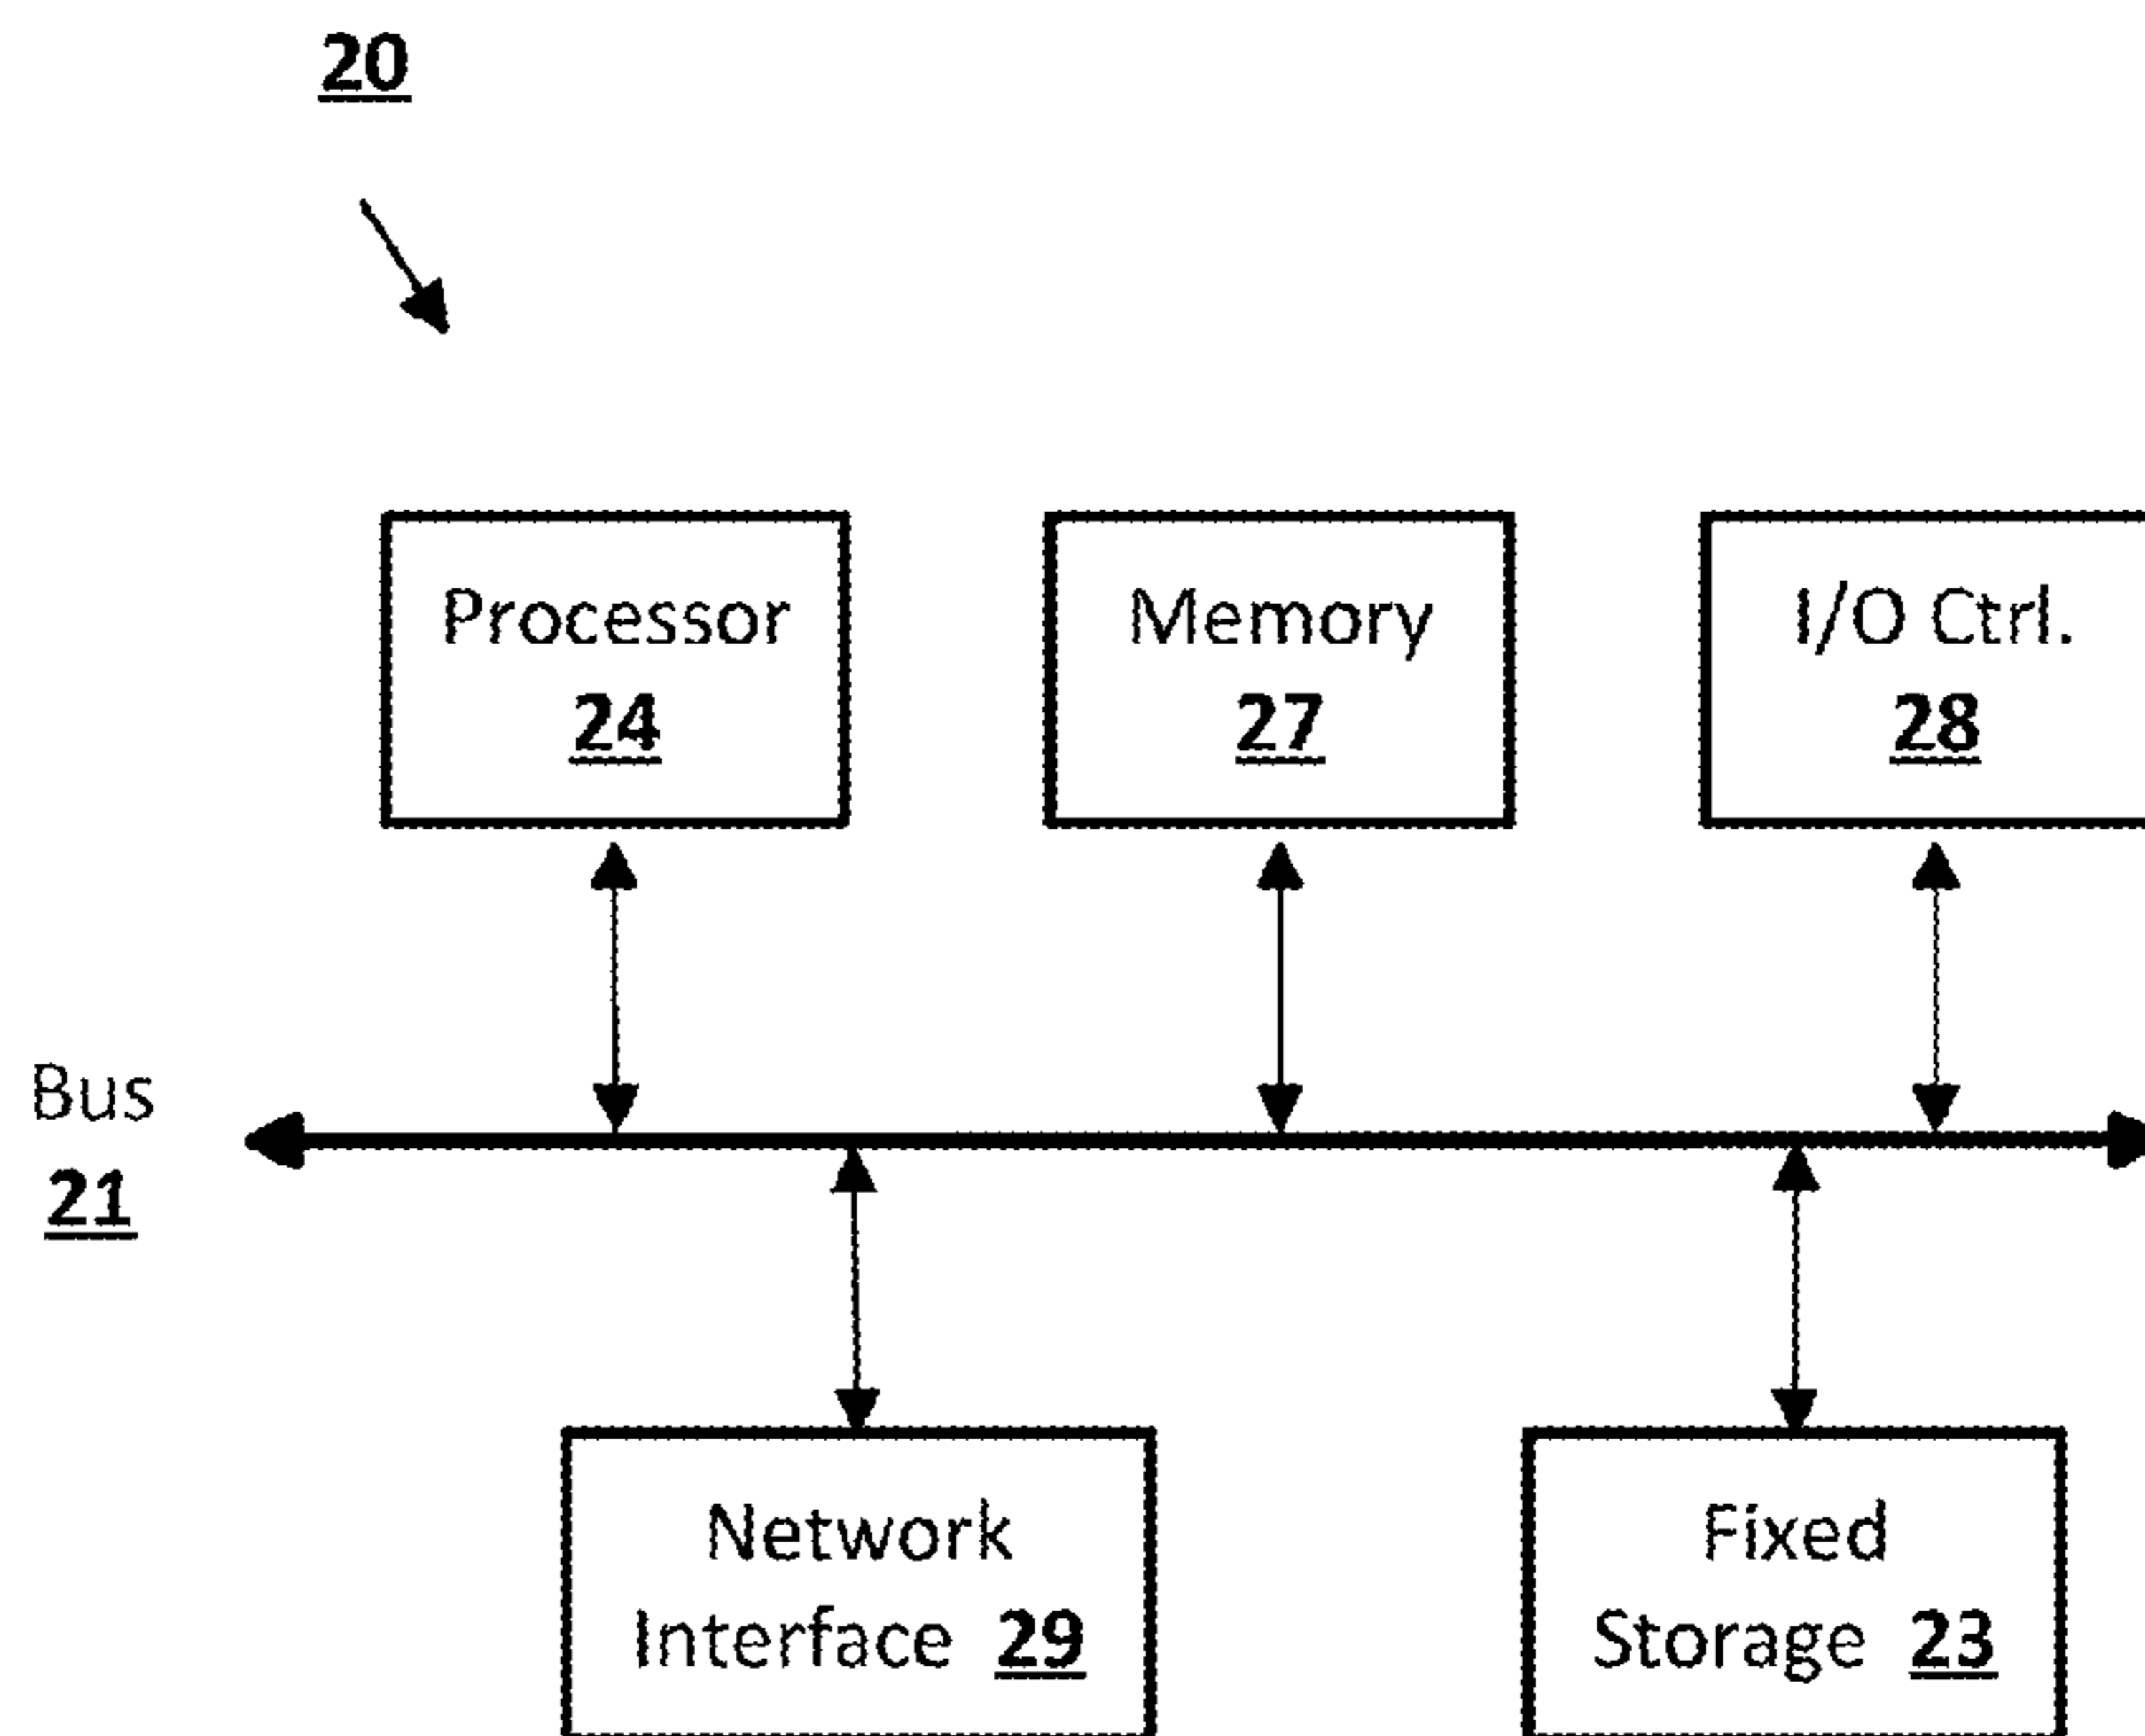 20
Processor
24
Memory
27
I/O Ctrl.
28
Bus
21
Network
Interface 29
Fixed
Storage 23